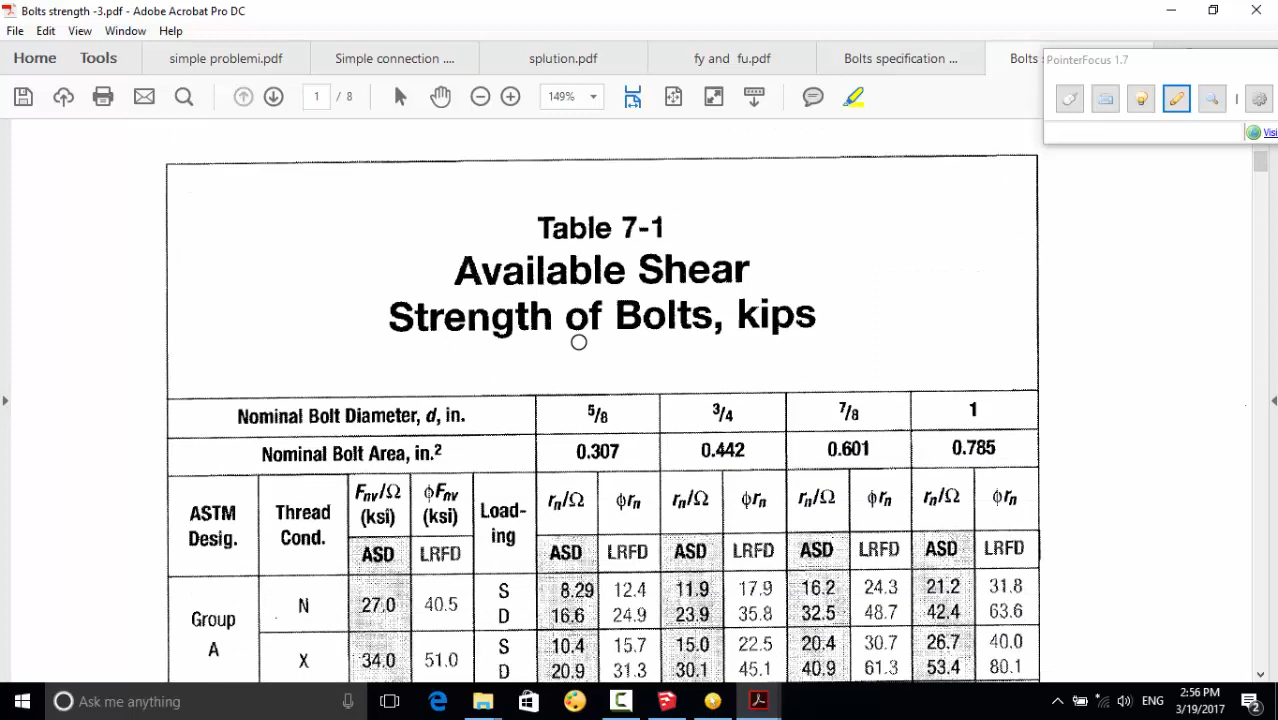 Bolts strength -3.pdf - Adobe Acrobat Pro DC
File Edit View Window Help
Home Tools simple problemi.pdf Simple connection .... splution.pdf fy and fu.pdf Bolts specification ... Bolts
PointerFocus 1.7
1 / 8 149%
Visi
Table 7-1
Available Shear
Strength of Bolts, kips
Nominal Bolt Diameter, d, in. 5/8 3/4 7/8 1
Nominal Bolt Area, in.² 0.307 0.442 0.601 0.785
ASTM Desig. Thread Cond. Fnv/Ω (ksi) ϕFnv (ksi) Load-ing rn/Ω ϕrn rn/Ω ϕrn rn/Ω ϕrn rn/Ω ϕrn
ASD LRFD ASD LRFD ASD LRFD ASD LRFD ASD LRFD
Group A N 27.0 40.5 S 8.29 12.4 11.9 17.9 16.2 24.3 21.2 31.8
D 16.6 24.9 23.9 35.8 32.5 48.7 42.4 63.6
X 34.0 51.0 S 10.4 15.7 15.0 22.5 20.4 30.7 26.7 40.0
D 20.9 31.3 30.1 45.1 40.9 61.3 53.4 80.1
Ask me anything
ENG
2:56 PM
3/19/2017
2